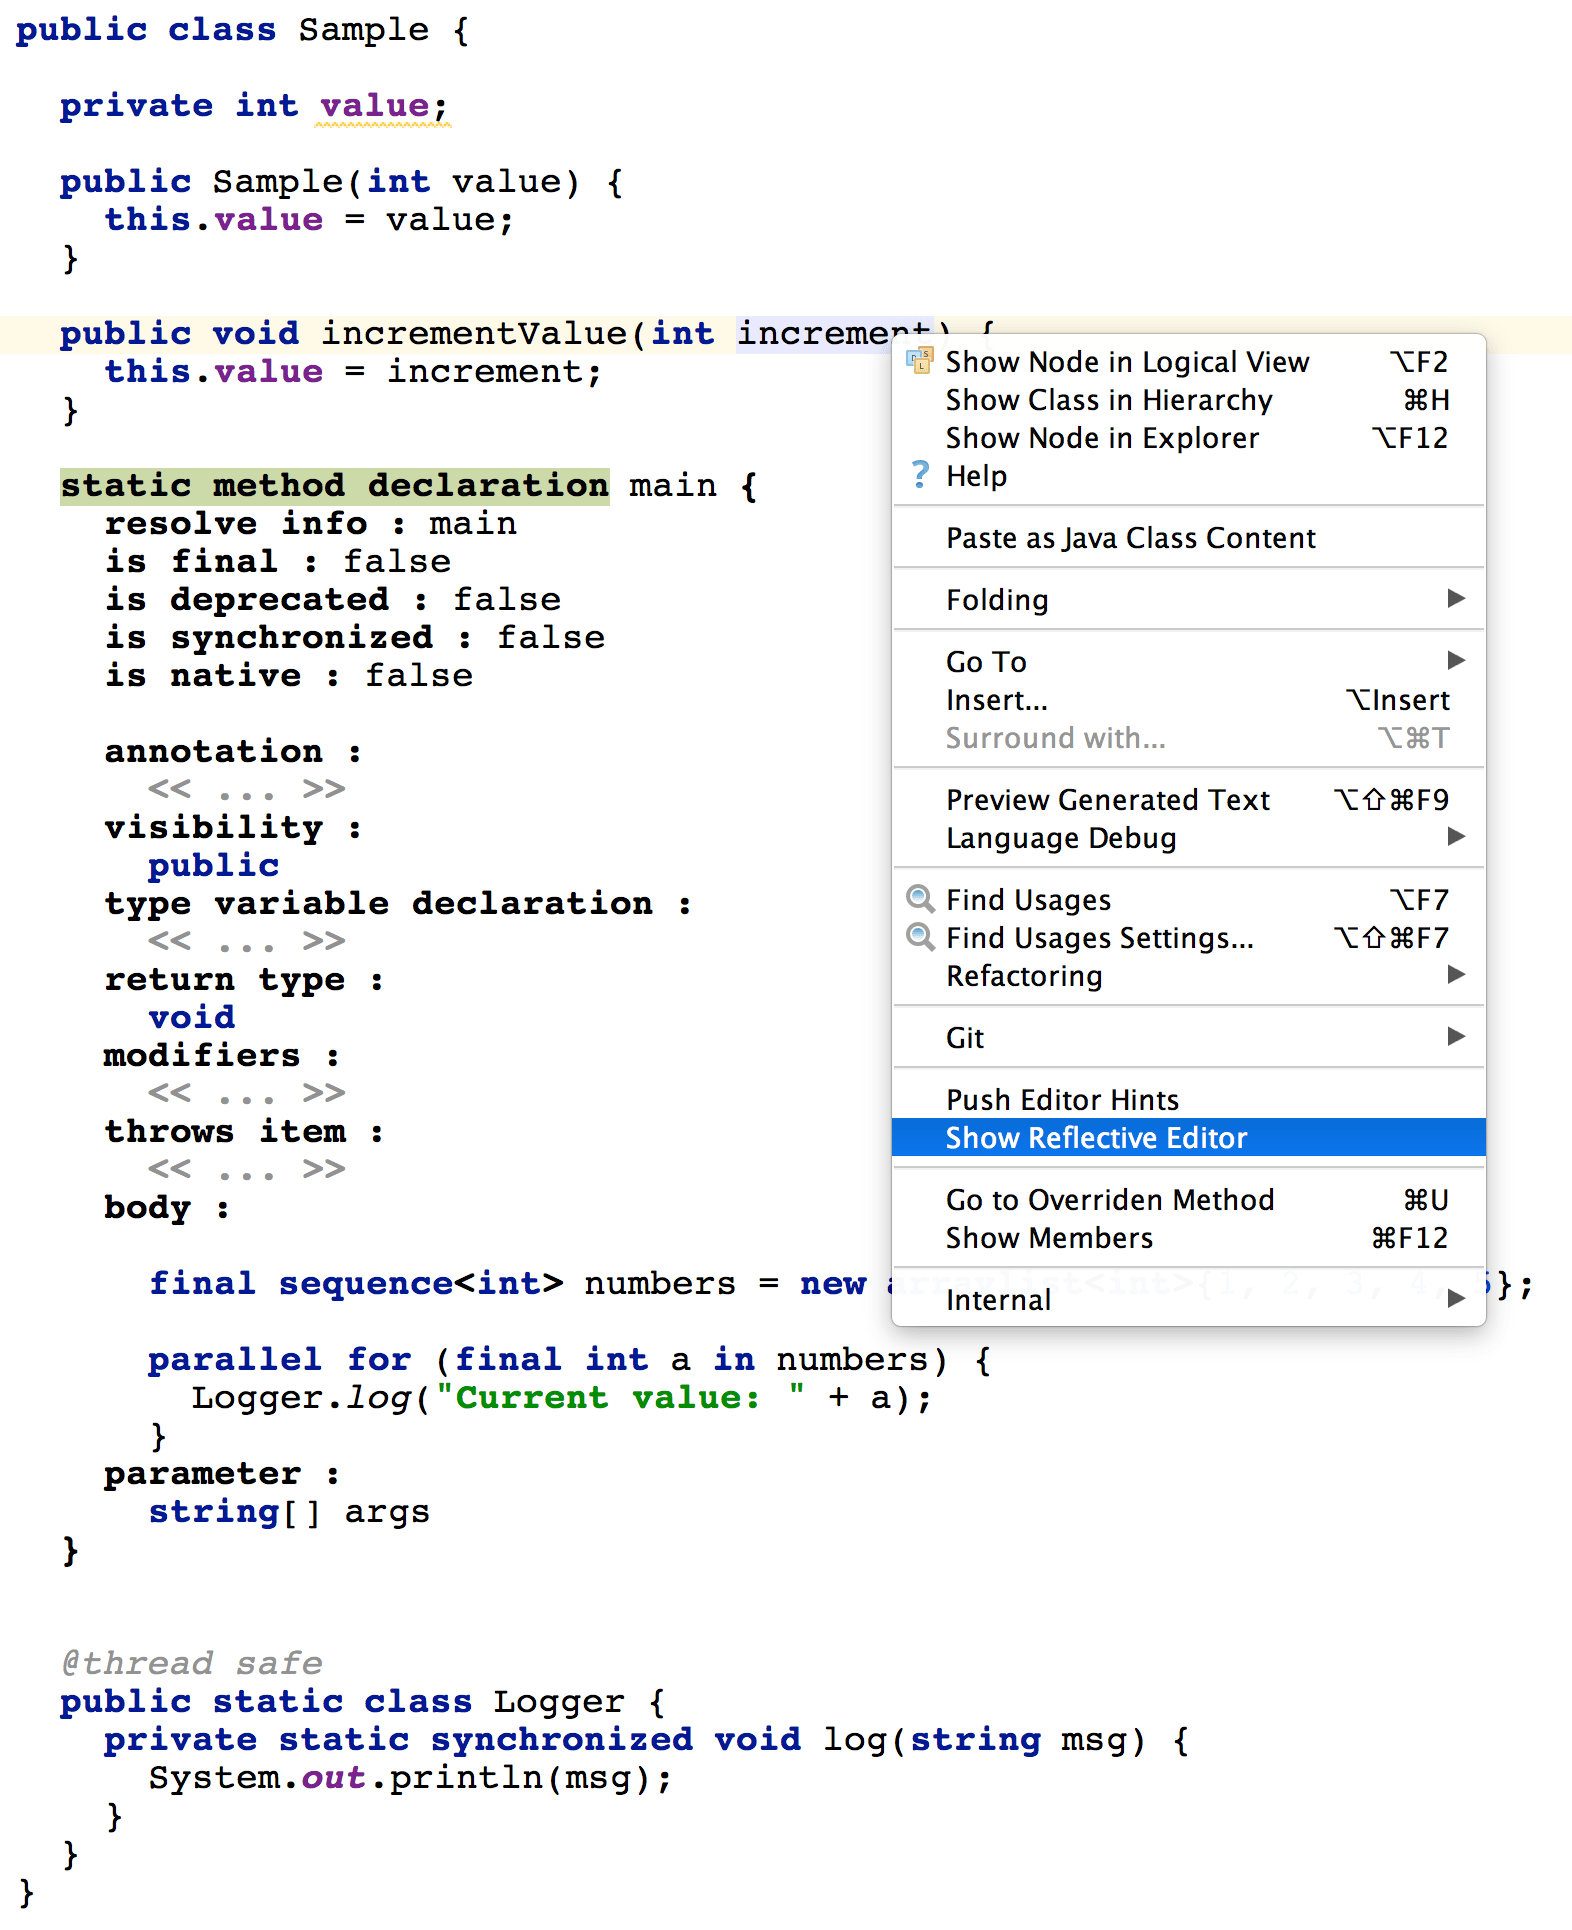 public class Sample {
private int value;
public Sample(int value) {
this.value = value;
}
public void incrementValue(int increment) {
this.value = increment;
}
static method declaration main {
resolve info : main
is final : false
is deprecated : false
is synchronized : false
is native : false
annotation :
<< ... >>
visibility :
public
type variable declaration :
<< ... >>
return type :
void
modifiers :
<< ... >>
throws item :
<< ... >>
body :
final sequence<int> numbers = new arraylist<int>{1, 2, 3, 4, 5};
parallel for (final int a in numbers) {
Logger.log("Current value: " + a);
}
parameter :
string[] args
}
@thread safe
public static class Logger {
private static synchronized void log(string msg) {
System.out.println(msg);
}
}
}
Show Node in Logical View ⌥F2
Show Class in Hierarchy ⌘H
Show Node in Explorer ⌥F12
? Help
Paste as Java Class Content
Folding ▶
Go To ▶
Insert... ⌥Insert
Surround with... ⌥⌘T
Preview Generated Text ⌥⇧⌘F9
Language Debug ▶
Find Usages ⌥F7
Find Usages Settings... ⌥⇧⌘F7
Refactoring ▶
Git ▶
Push Editor Hints
Show Reflective Editor
Go to Overriden Method ⌘U
Show Members ⌘F12
Internal ▶